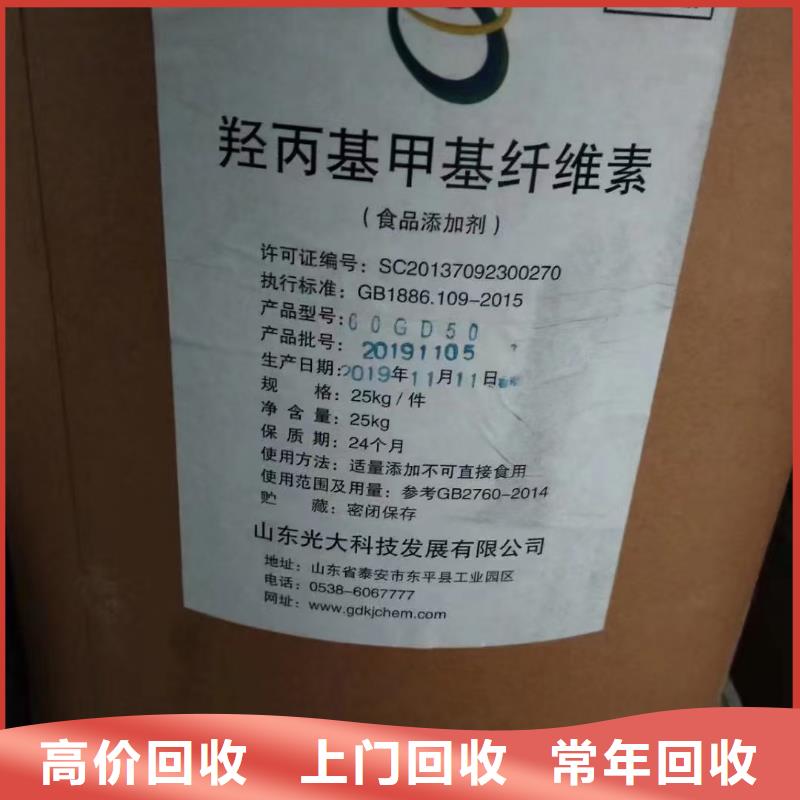 羟丙基甲基纤维素
（食品添加剂）
许可证编号：SC20137092300270
执行标准：GB1886.109-2015
产品型号：60GD50
产品批号：20191105
生产日期：2019年11月11日
规　　格：25kg／件
净 含 量：25kg
保 质 期：24个月
使用方法：适量添加不可直接食用
使用范围及用量：参考GB2760-2014
贮　　藏：密闭保存
山东光大科技发展有限公司
地址：山东省泰安市东平县工业园区
电话：0538-6067777
网址：www.gdkjchem.com
高价回收　上门回收　常年回收